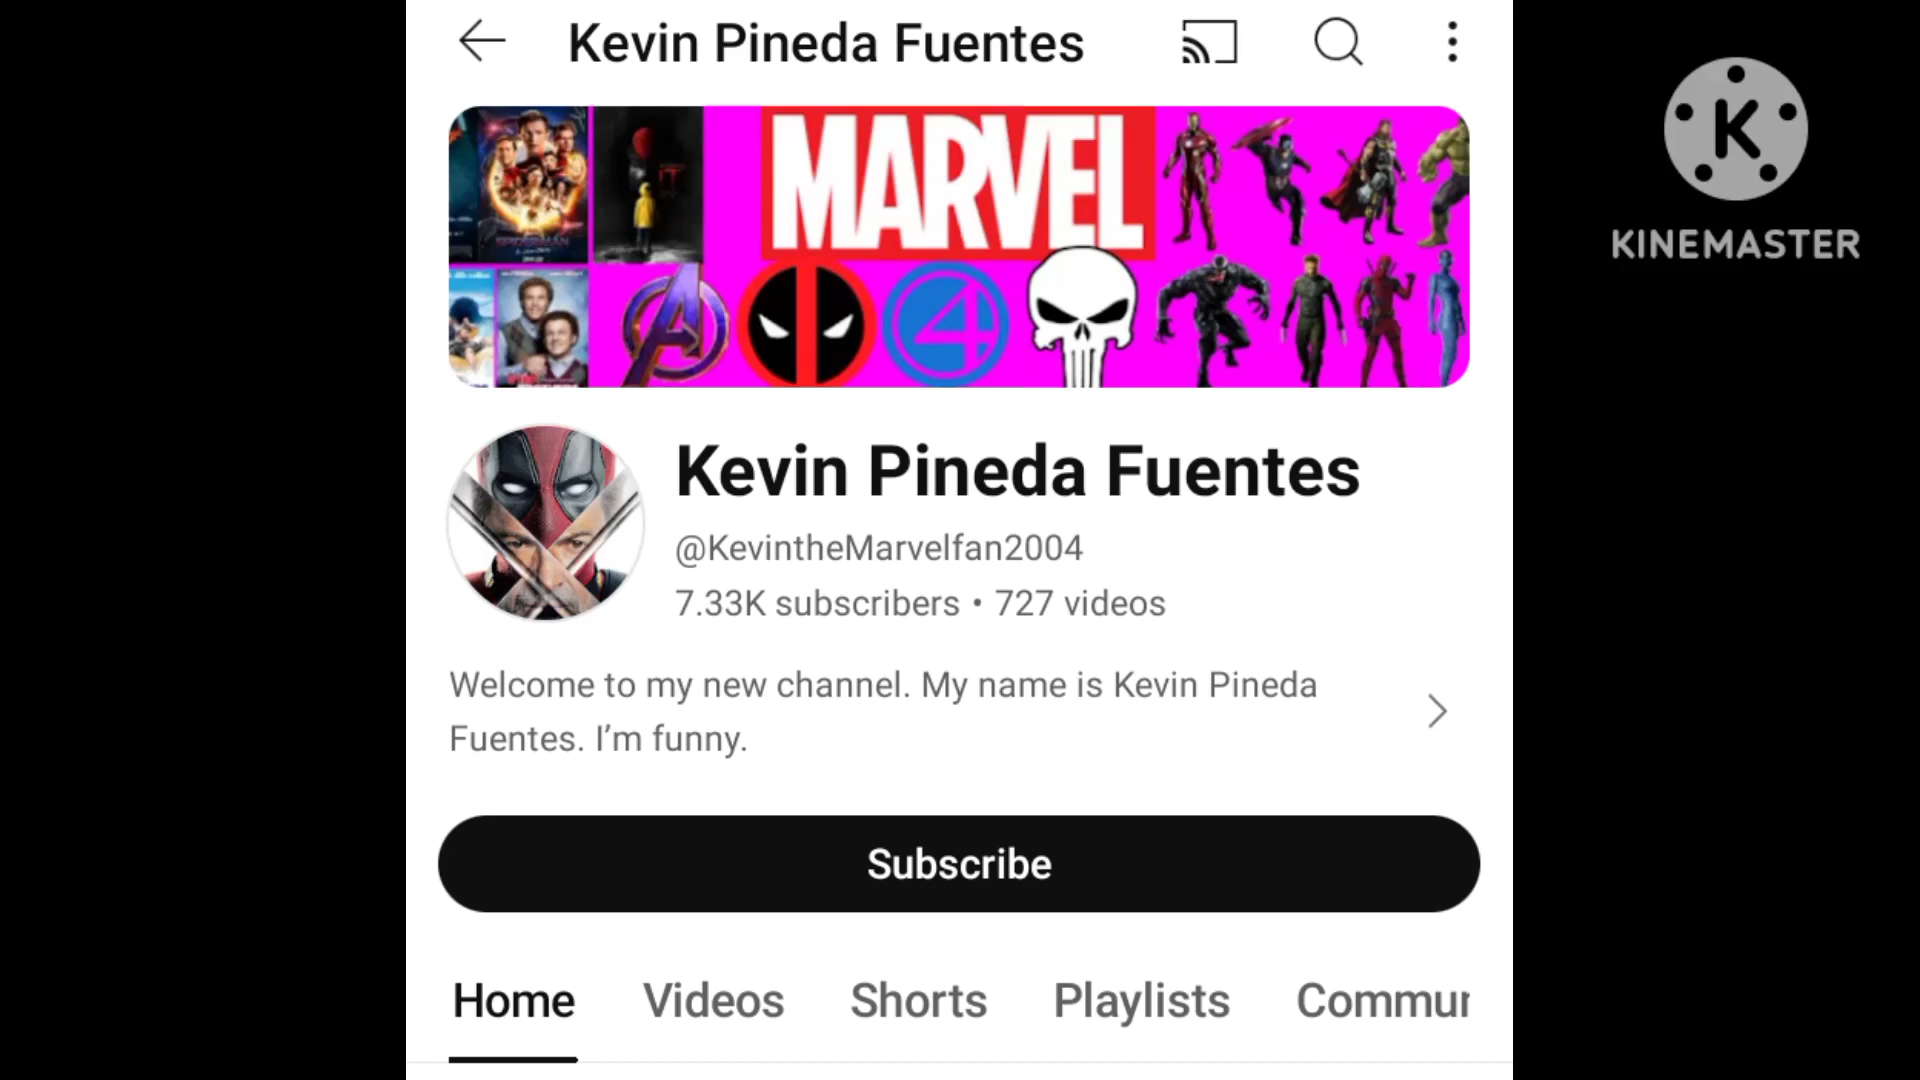 Kevin Pineda Fuentes
MARVEL
Kevin Pineda Fuentes
@KevintheMarvelfan2004
7.33K subscribers • 727 videos
Welcome to my new channel. My name is Kevin Pineda
Fuentes. I’m funny.
Subscribe
Home Videos Shorts Playlists Commun
K
KINEMASTER